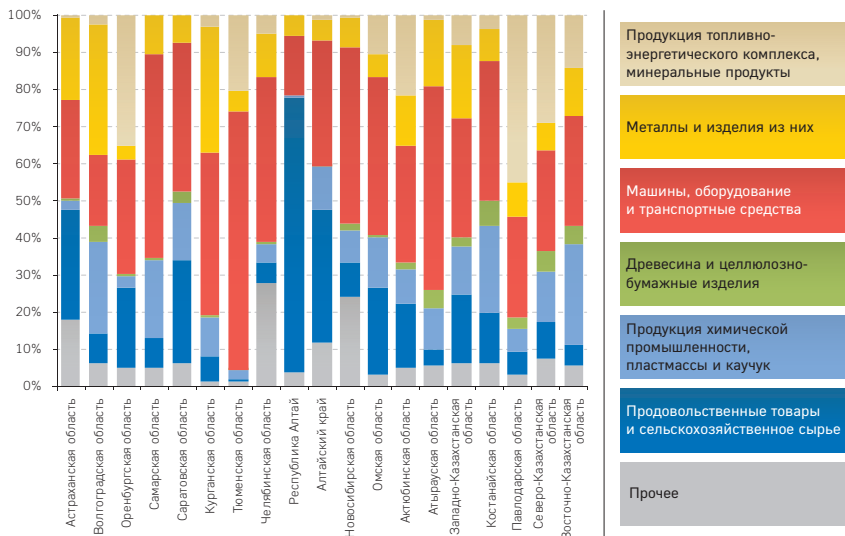 100%
90%
80%
70%
60%
50%
40%
30%
20%
10%
0%
Астраханская область
Волгоградская область
Оренбургская область
Самарская область
Саратовская область
Курганская область
Тюменская область
Челябинская область
Республика Алтай
Алтайский край
Новосибирская область
Омская область
Актюбинская область
Атырауская область
Западно-Казахстанская
область
Костанайская область
Павлодарская область
Северо-Казахстанская
область
Восточно-Казахстанская
область
Продукция топливно-
энергетического комплекса,
минеральные продукты
Металлы и изделия из них
Машины, оборудование
и транспортные средства
Древесина и целлюлозно-
бумажные изделия
Продукция химической
промышленности,
пластмассы и каучук
Продовольственные товары
и сельскохозяйственное сырье
Прочее